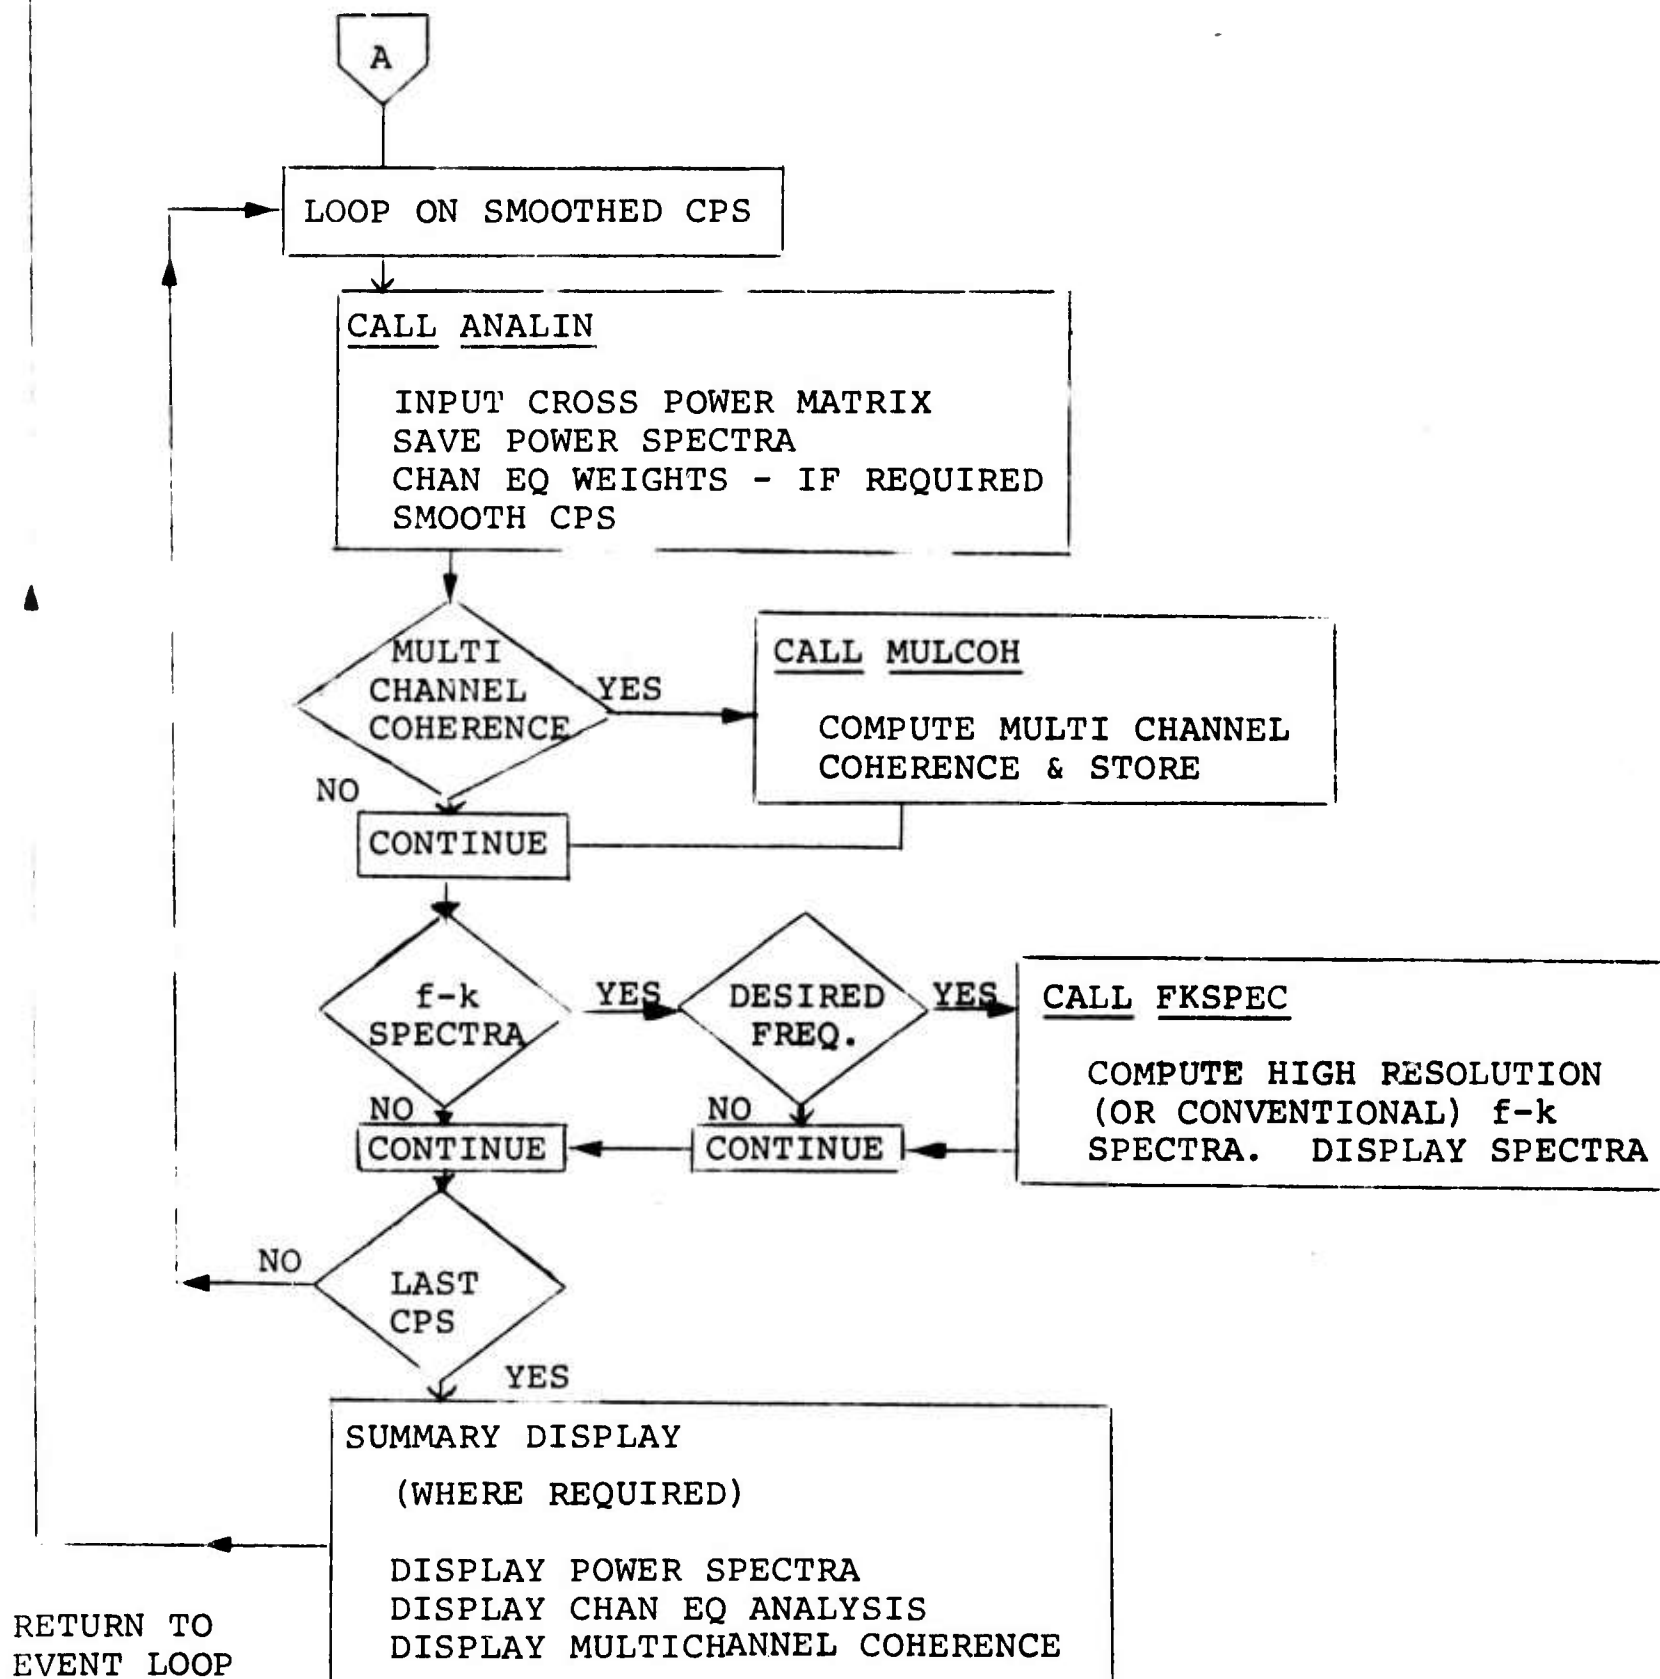 A
LOOP ON SMOOTHED CPS
CALL ANALIN
INPUT CROSS POWER MATRIX
SAVE POWER SPECTRA
CHAN EQ WEIGHTS - IF REQUIRED
SMOOTH CPS
MULTI
CHANNEL
COHERENCE
YES
CALL MULCOH
COMPUTE MULTI CHANNEL
COHERENCE & STORE
NO
CONTINUE
f-k
SPECTRA
YES
DESIRED
FREQ.
YES
CALL FKSPEC
COMPUTE HIGH RESOLUTION
(OR CONVENTIONAL) f-k
SPECTRA. DISPLAY SPECTRA
NO
CONTINUE
NO
CONTINUE
NO
LAST
CPS
YES
SUMMARY DISPLAY
(WHERE REQUIRED)
DISPLAY POWER SPECTRA
DISPLAY CHAN EQ ANALYSIS
DISPLAY MULTICHANNEL COHERENCE
RETURN TO
EVENT LOOP